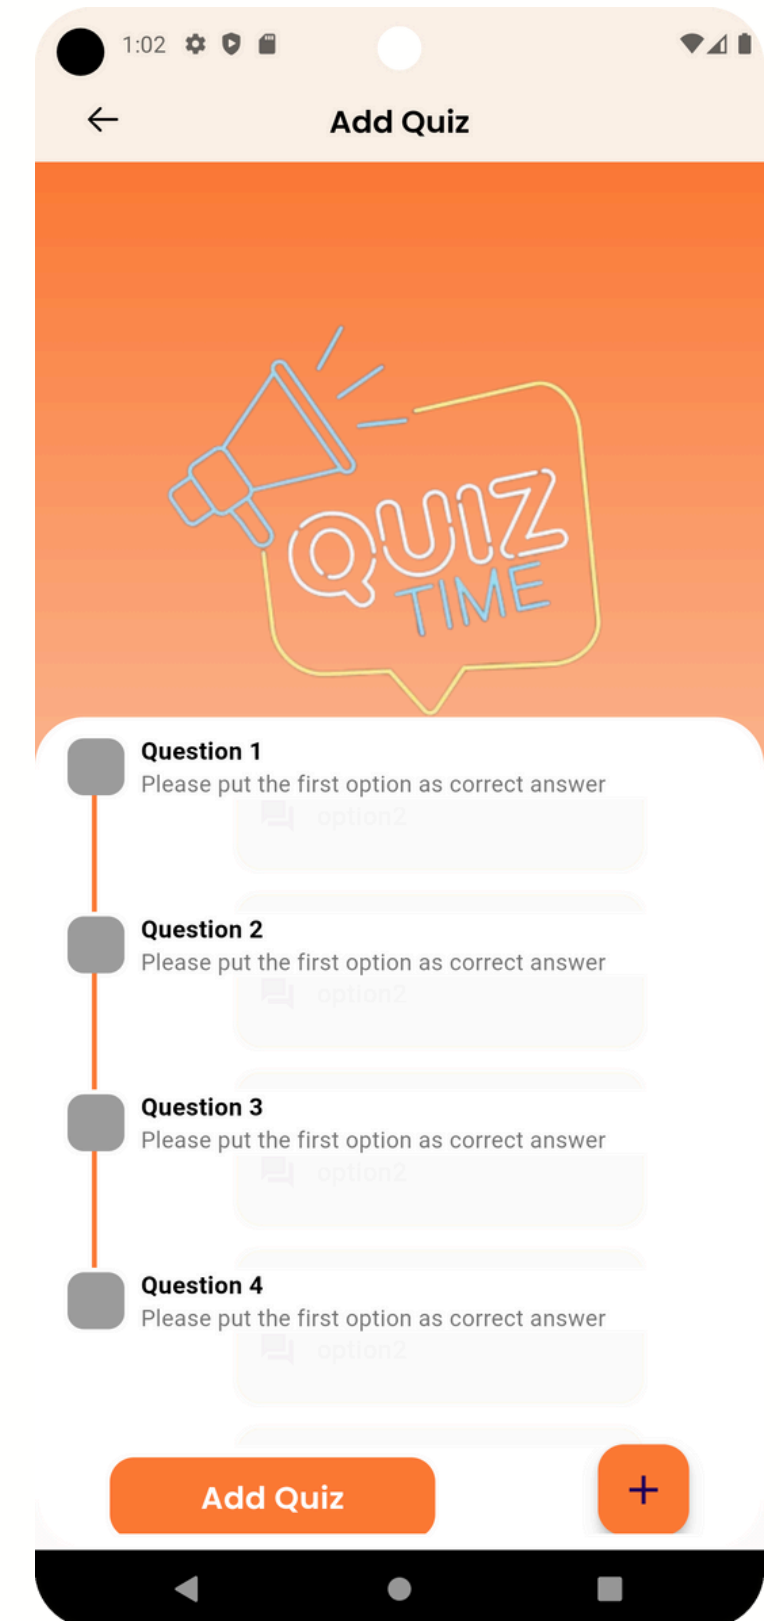 1:02
Add Quiz
QUIZ
TIME
Question 1
Please put the first option as correct answer
option2
Question 2
Please put the first option as correct answer
option2
Question 3
Please put the first option as correct answer
option2
Question 4
Please put the first option as correct answer
option2
Add Quiz
+